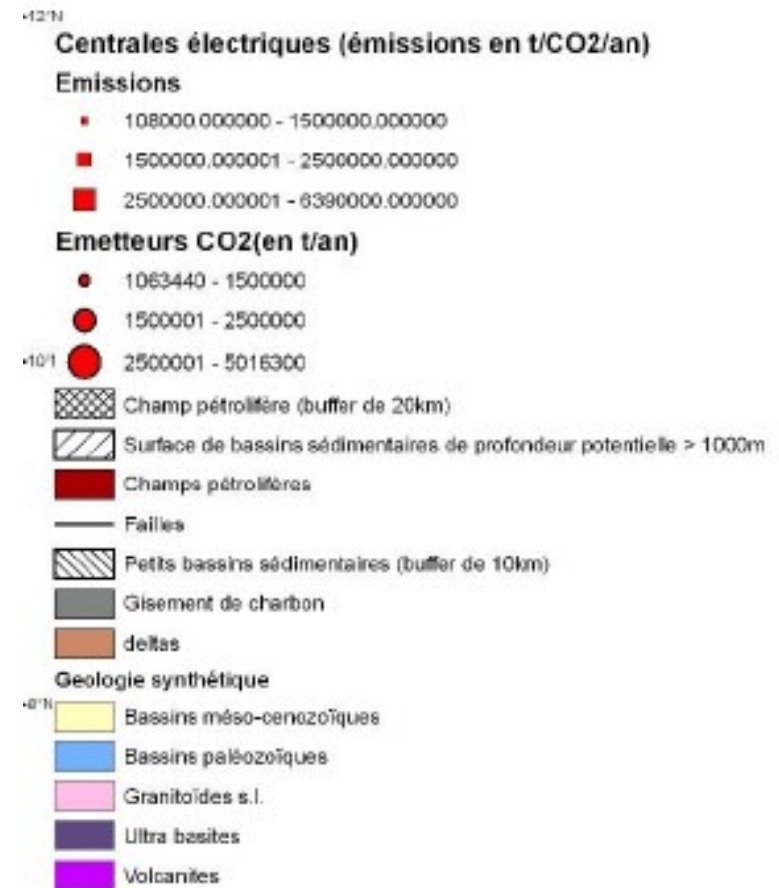 12°N
Centrales électriques (émissions en t/CO2/an)
Emissions
108000.000000 - 1500000.000000
1500000.000001 - 2500000.000000
2500000.000001 - 6390000.000000
Emetteurs CO2(en t/an)
1063440 - 1500000
1500001 - 2500000
2500001 - 5016300
Champ pétrolifère (buffer de 20km)
Surface de bassins sédimentaires de profondeur potentielle > 1000m
Champs pétrolifères
Failles
Petits bassins sédimentaires (buffer de 10km)
Gisement de charbon
deltas
Geologie synthétique
Bassins méso-cenozoïques
Bassins paléozoïques
Granitoïdes s.l.
Ultra basites
Volcanites